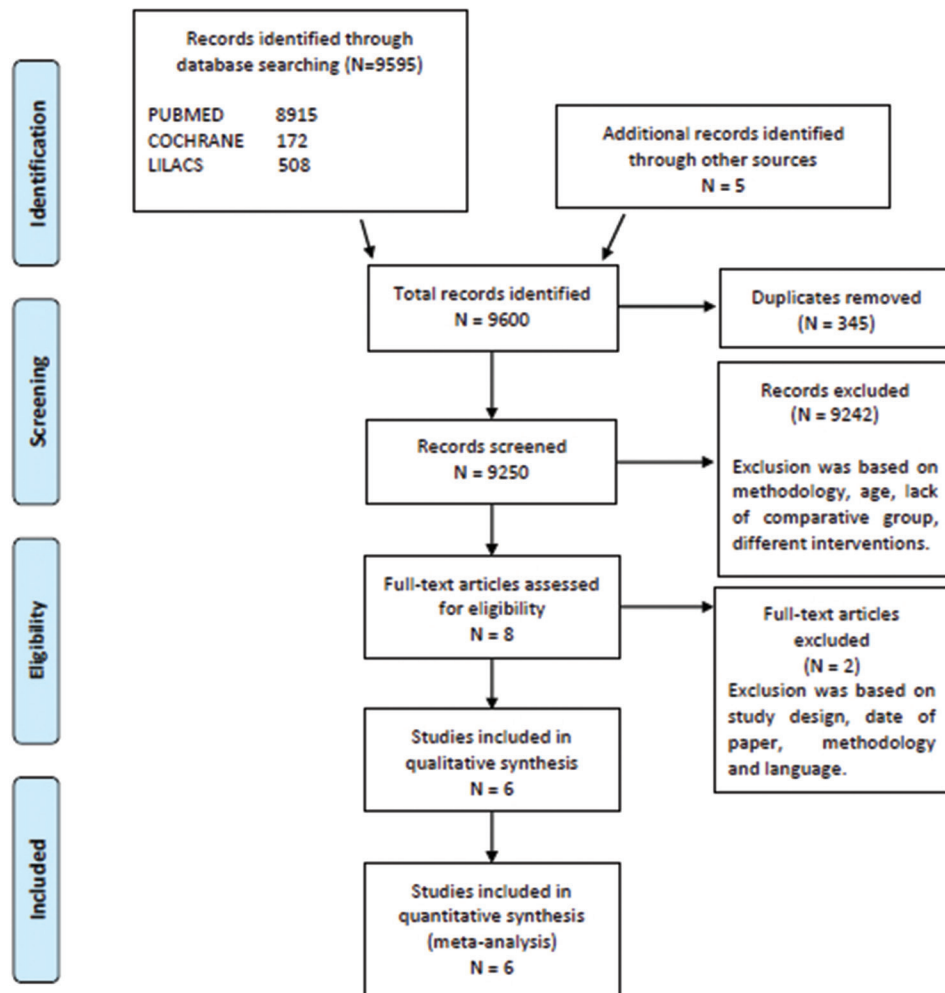 Identification
Records identified through
database searching (N=9595)
PUBMED 8915
COCHRANE 172
LILACS 508
Additional records identified
through other sources
N = 5
Total records identified
N = 9600
Duplicates removed
(N = 345)
Screening
Records screened
N = 9250
Records excluded
(N = 9242)
Exclusion was based on
methodology, age, lack
of comparative group,
different interventions.
Eligibility
Full-text articles assessed
for eligibility
N = 8
Full-text articles
excluded
(N = 2)
Exclusion was based on
study design, date of
paper, methodology
and language.
Studies included in
qualitative synthesis
N = 6
Included
Studies included in
quantitative synthesis
(meta-analysis)
N = 6